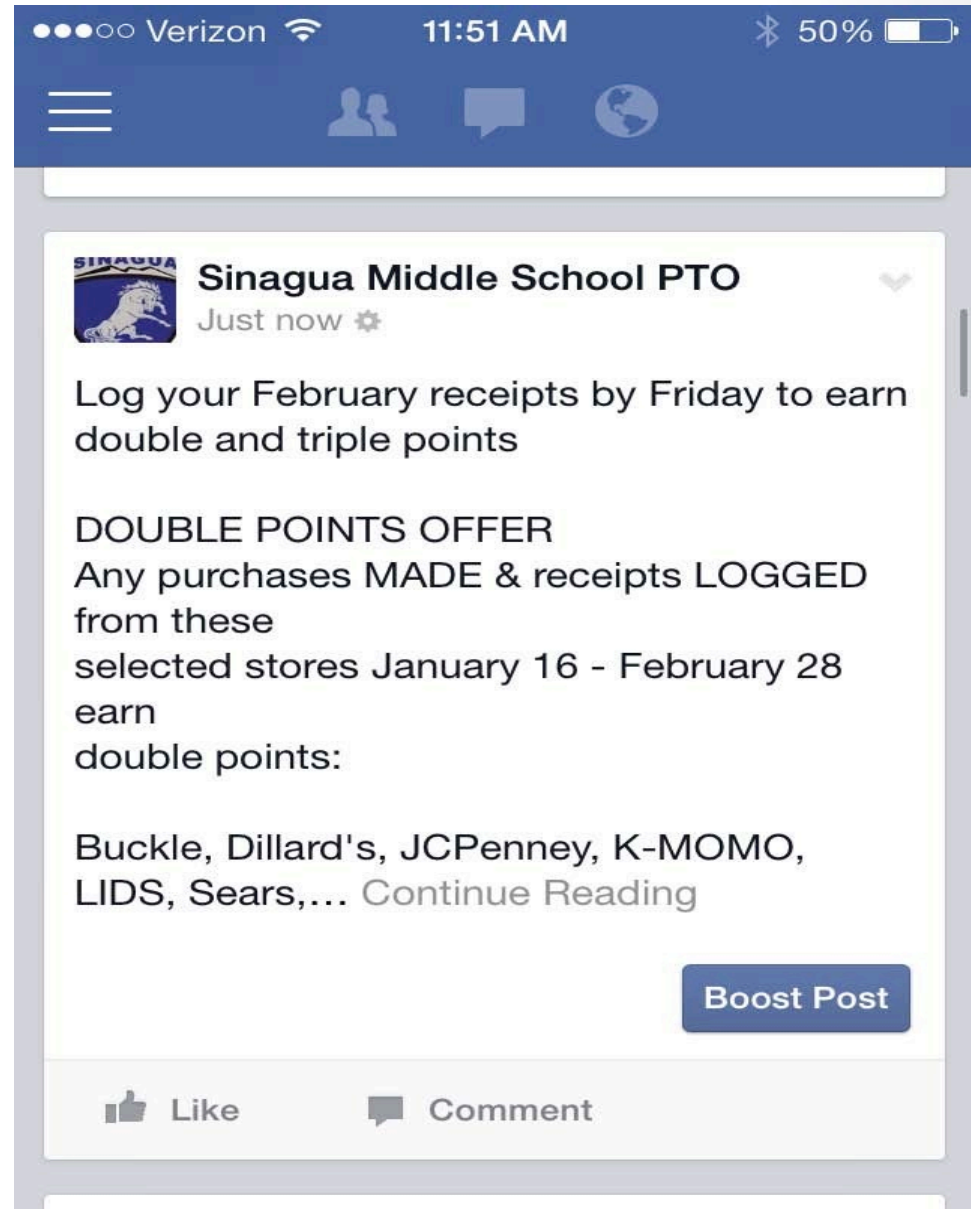 Verizon 11:51 AM 50%
SINAGUA
Sinagua Middle School PTO
Just now
Log your February receipts by Friday to earn
double and triple points
DOUBLE POINTS OFFER
Any purchases MADE & receipts LOGGED
from these
selected stores January 16 - February 28
earn
double points:
Buckle, Dillard's, JCPenney, K-MOMO,
LIDS, Sears,... Continue Reading
Boost Post
Like Comment